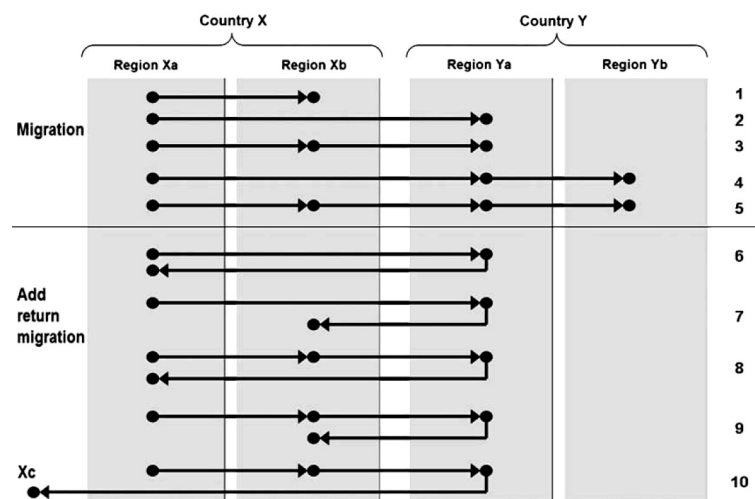 Country X Country Y
Region Xa Region Xb Region Ya Region Yb
1
2
Migration
3
4
5
6
Add
return
migration
7
8
9
Xc
10